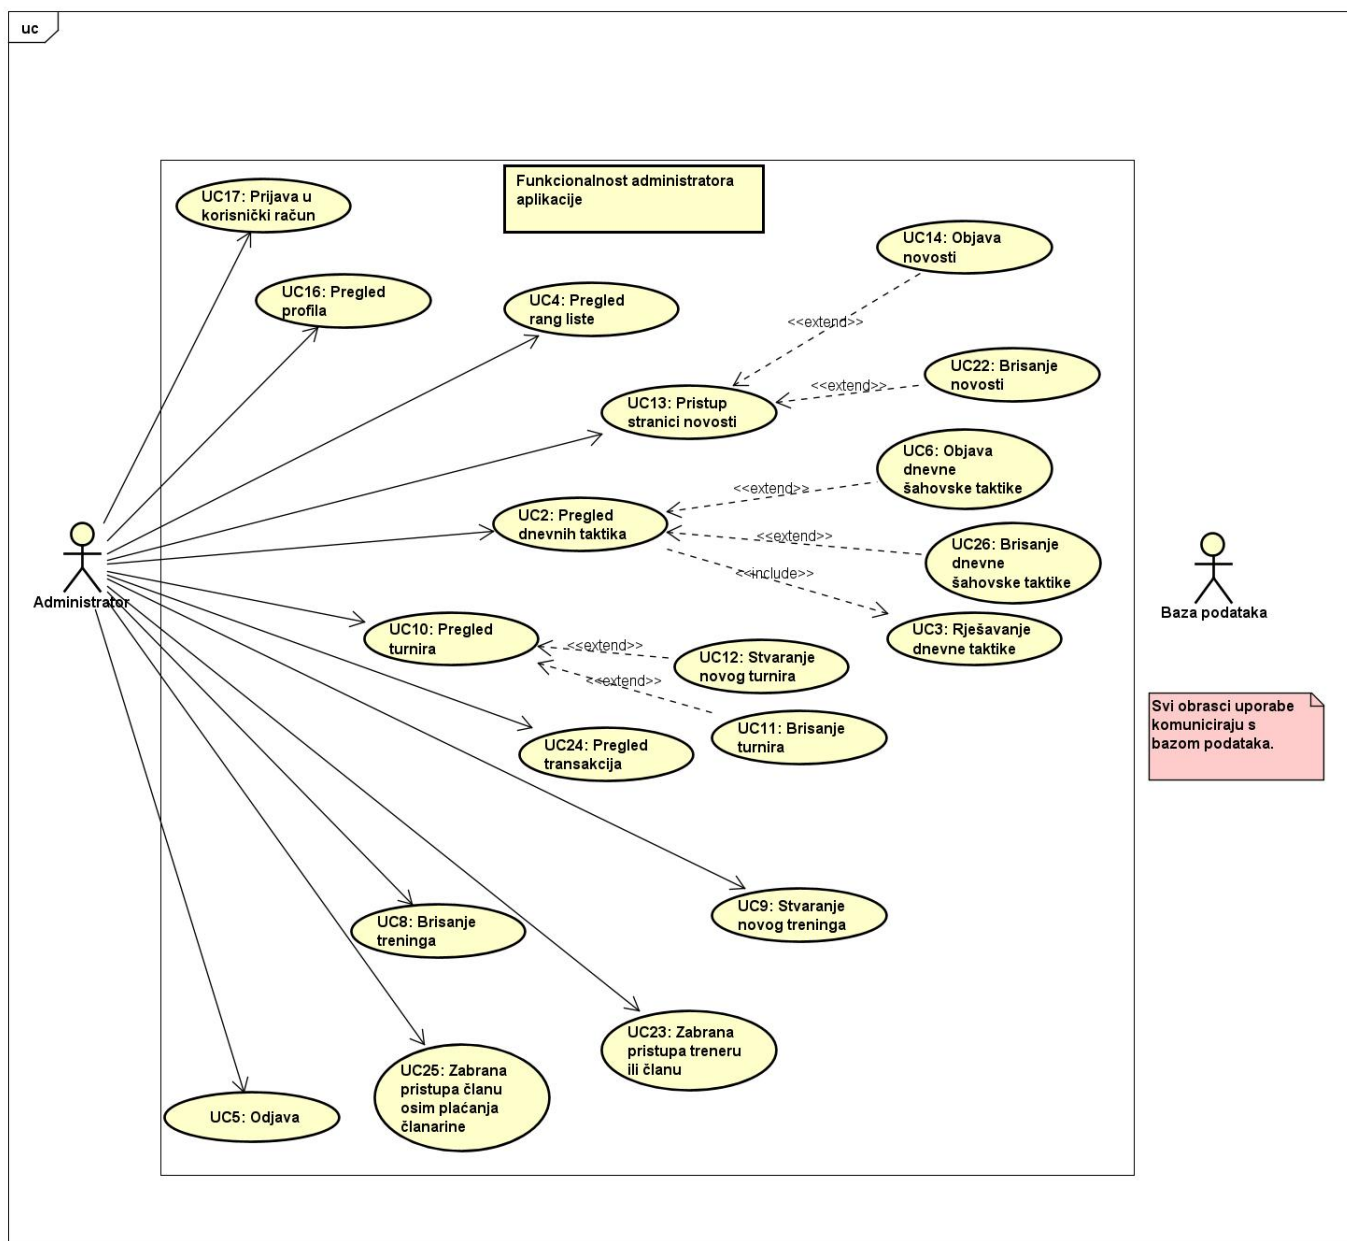 uc
Funkcionalnost administratora
aplikacije
UC17: Prijava u
korisnički račun
UC14: Objava
novosti
UC16: Pregled
profila
UC4: Pregled
rang liste
<<extend>>
UC22: Brisanje
novosti
<<extend>>
UC13: Pristup
stranici novosti
UC6: Objava
dnevne
šahovske taktike
<<extend>>
UC2: Pregled
dnevnih taktika
<<extend>>
UC26: Brisanje
dnevne
šahovske taktike
<<include>>
Administrator
Baza podataka
UC10: Pregled
turnira
UC3: Rješavanje
dnevne taktike
<<extend>>
UC12: Stvaranje
novog turnira
<<extend>>
Svi obrasci uporabe
komuniciraju s
bazom podataka.
UC11: Brisanje
turnira
UC24: Pregled
transakcija
UC9: Stvaranje
novog treninga
UC8: Brisanje
treninga
UC23: Zabrana
pristupa treneru
ili članu
UC25: Zabrana
pristupa članu
osim plaćanja
članarine
UC5: Odjava